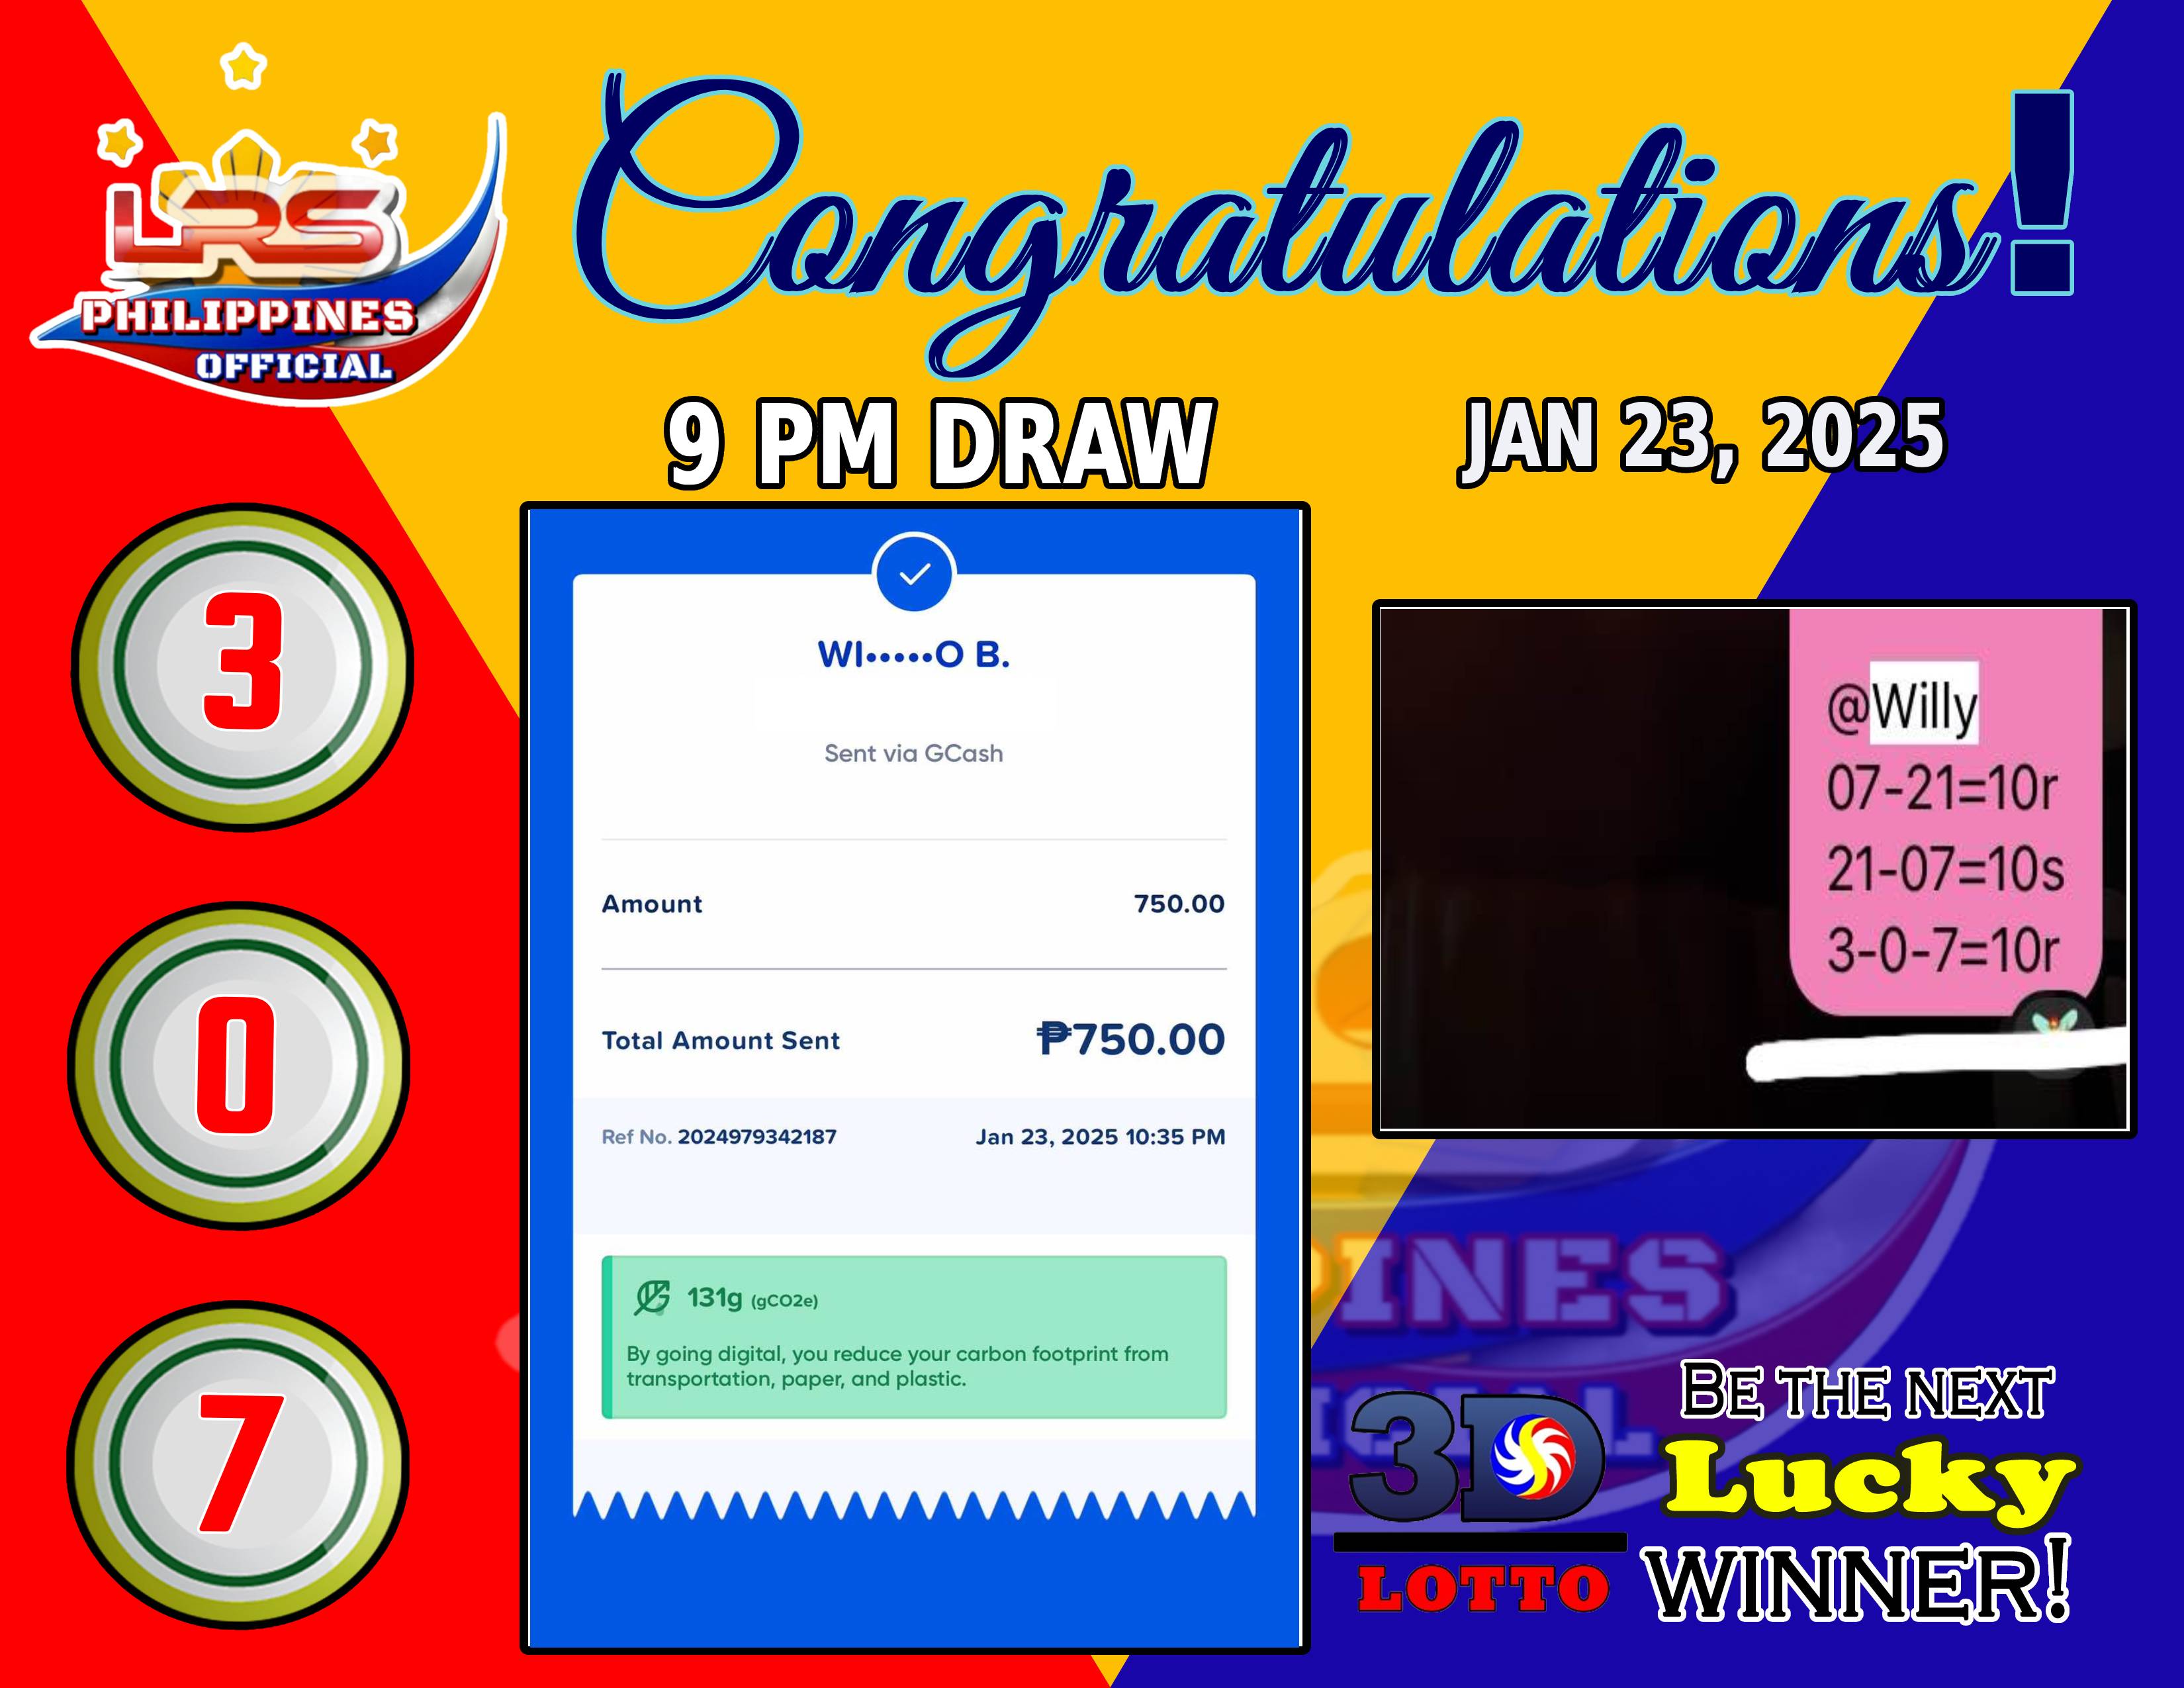 LRS
PHILIPPINES
OFFICIAL
Congratulations!
9 PM DRAW
JAN 23, 2025
3
0
7
WI•••••O B.
Sent via GCash
Amount 750.00
Total Amount Sent ₱750.00
Ref No. 2024979342187 Jan 23, 2025 10:35 PM
131g (gCO2e)
By going digital, you reduce your carbon footprint from
transportation, paper, and plastic.
@Willy
07-21=10r
21-07=10s
3-0-7=10r
PINES
ICIAL
3D
LOTTO
BE THE NEXT
Lucky
WINNER!